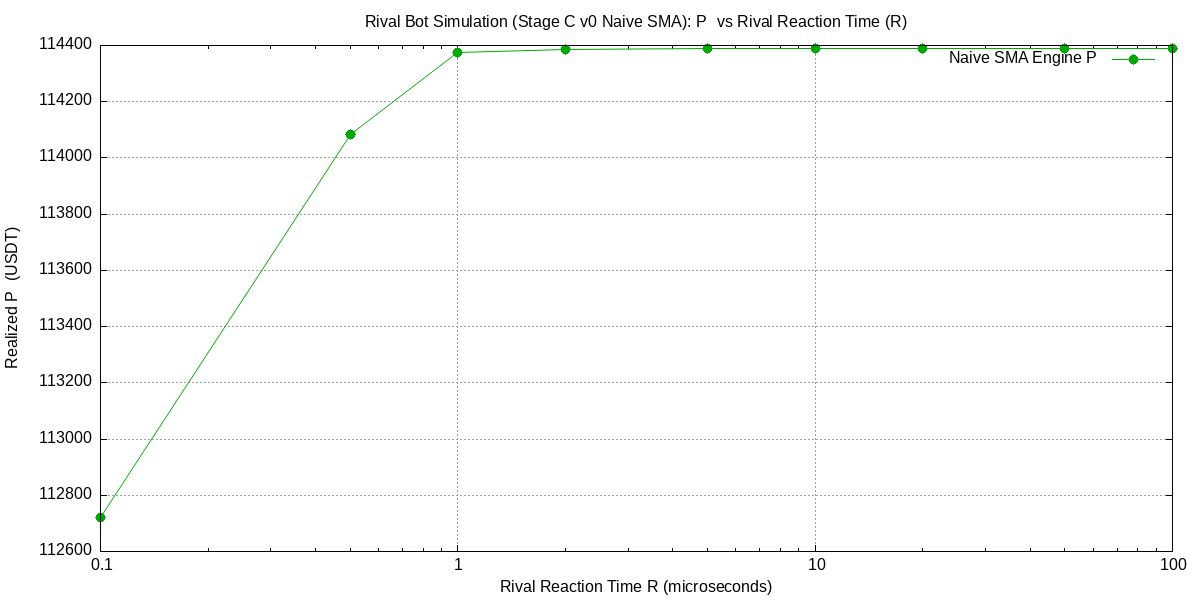 Rival Bot Simulation (Stage C v0 Naive SMA): P  vs Rival Reaction Time (R)
114400
Naive SMA Engine P
114200
114000
113800
113600
113400
113200
113000
112800
112600
Realized P  (USDT)
0.1 1 10 100
Rival Reaction Time R (microseconds)